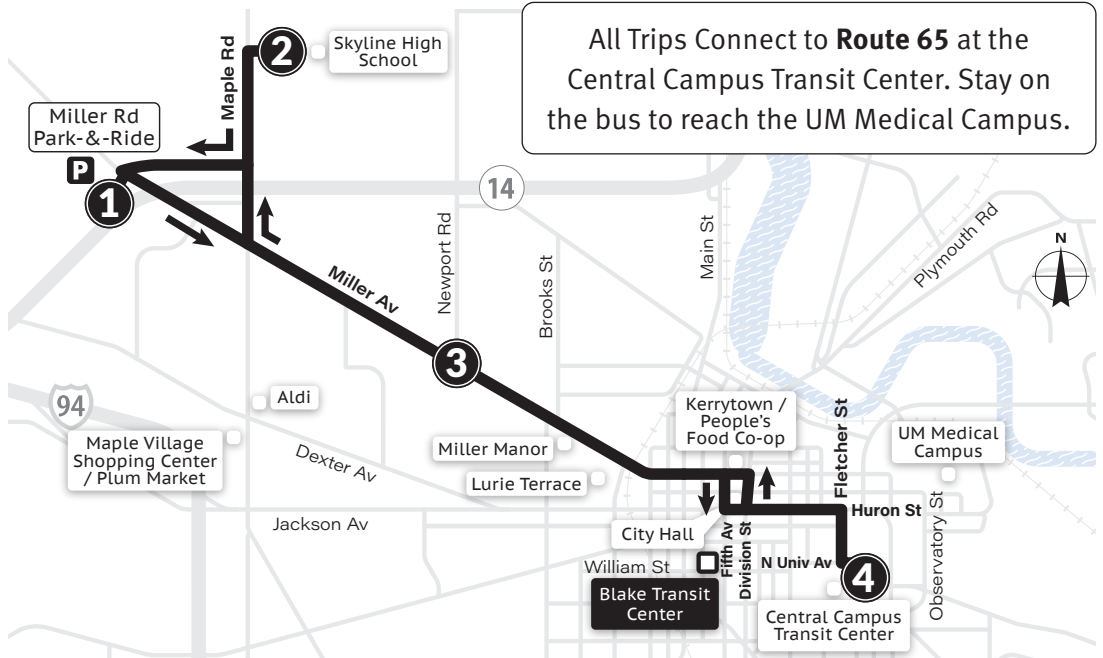 All Trips Connect to Route 65 at the
Central Campus Transit Center. Stay on
the bus to reach the UM Medical Campus.
Maple Rd
2
Skyline High
School
Miller Rd
Park-&-Ride
P
1
14
Newport Rd
Brooks St
Main St
Plymouth Rd
N
Miller Av
3
94
Aldi
Maple Village
Shopping Center
/ Plum Market
Dexter Av
Miller Manor
Lurie Terrace
Kerrytown /
People's
Food Co-op
Fletcher St
UM Medical
Campus
Jackson Av
City Hall
Huron St
Observatory St
Fifth Av
Division St
William St
N Univ Av
4
Blake Transit
Center
Central Campus
Transit Center